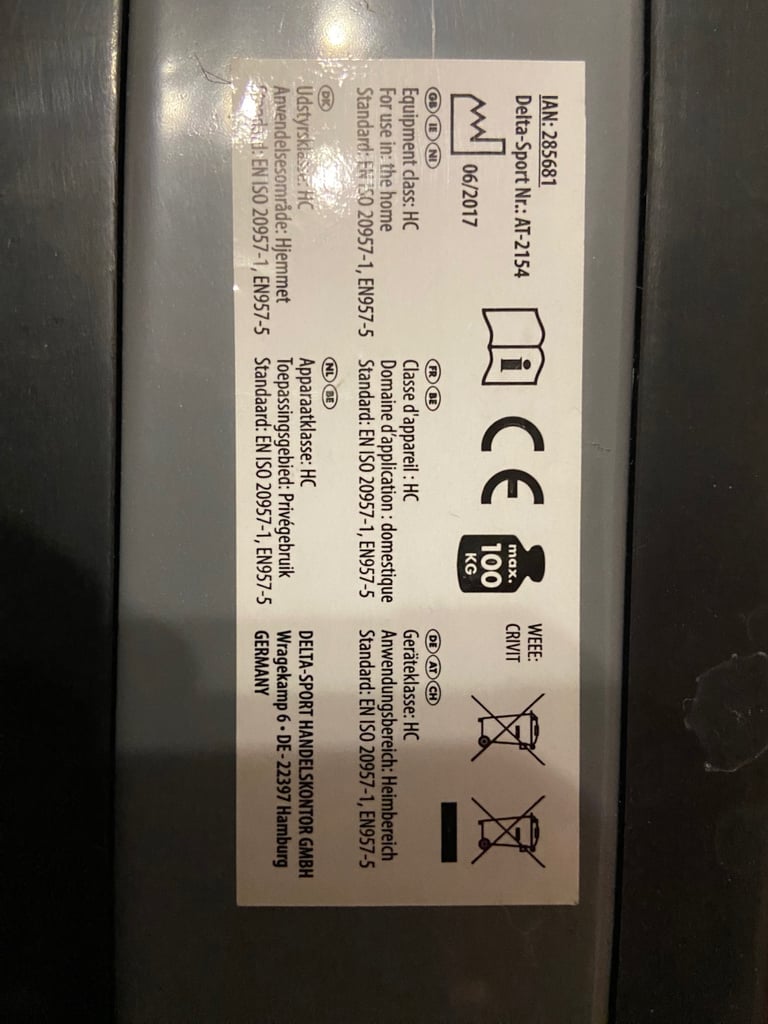 IAN: 285681
Delta-Sport Nr.: AT-2154
06/2017
i
CE
max.
100
KG
WEEE:
CRIVIT
GB IE NI
Equipment class: HC
For use in: the home
Standard: EN ISO 20957-1, EN957-5
FR BE
Classe d'appareil : HC
Domaine d'application : domestique
Standard: EN ISO 20957-1, EN957-5
DE AT CH
Geräteklasse: HC
Anwendungsbereich: Heimbereich
Standard: EN ISO 20957-1, EN957-5
DK
Udstyrsklasse: HC
Anvendelsesområde: Hjemmet
Standard: EN ISO 20957-1, EN957-5
NL BE
Apparaatklasse: HC
Toepassingsgebied: Privégebruik
Standaard: EN ISO 20957-1, EN957-5
DELTA-SPORT HANDELSKONTOR GMBH
Wragekamp 6 • DE - 22397 Hamburg
GERMANY